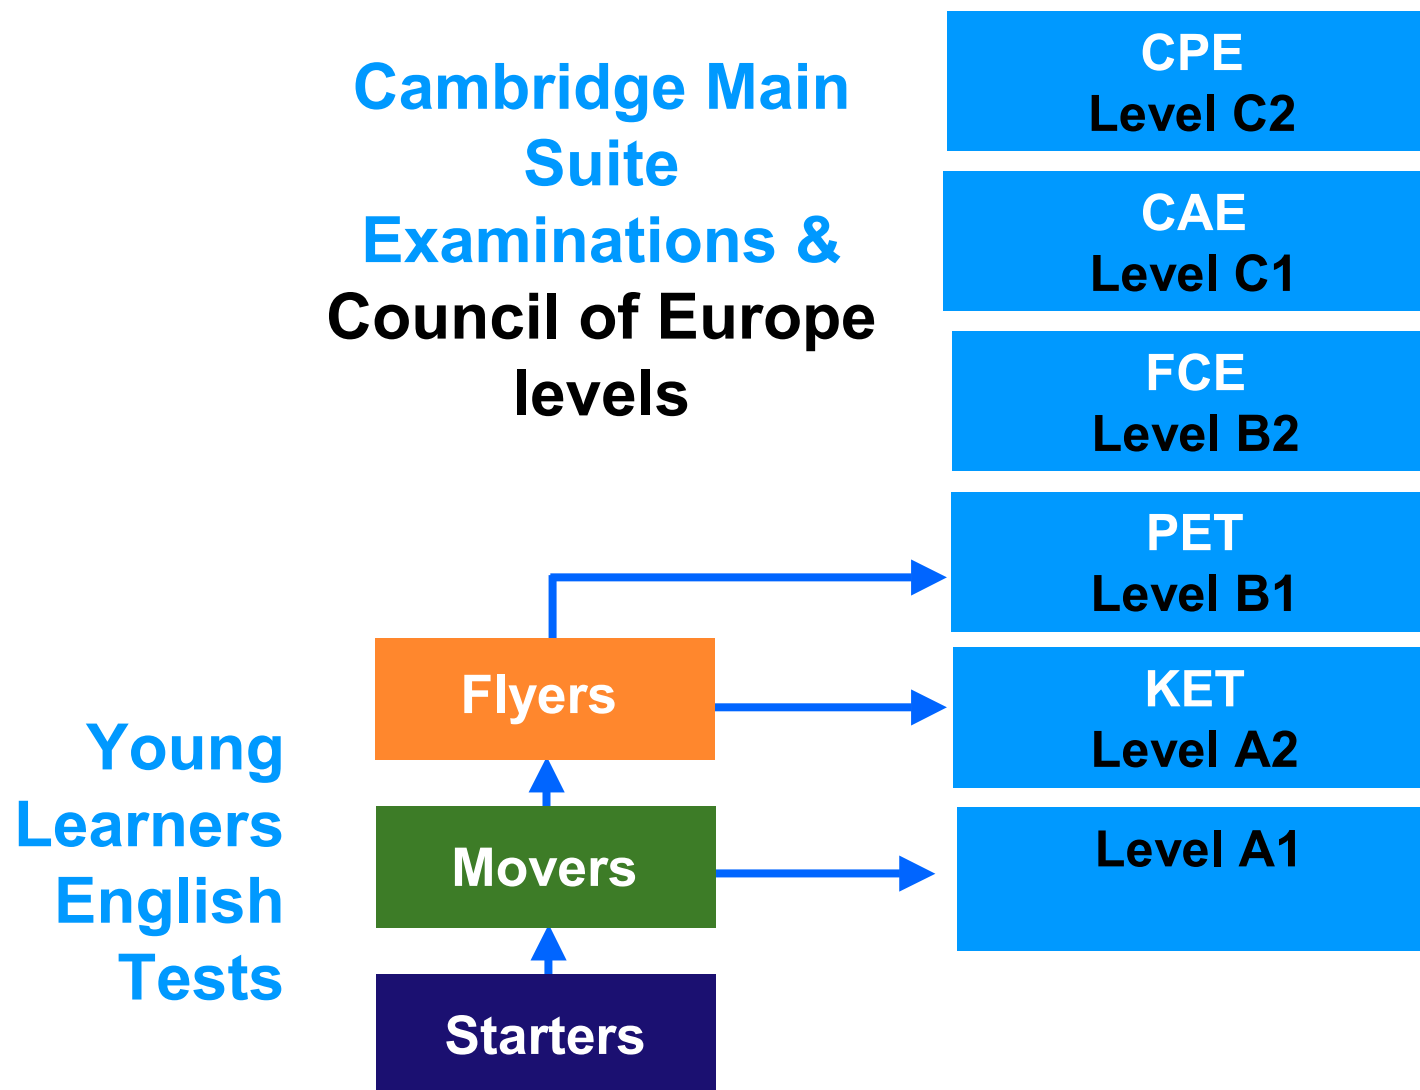 Cambridge Main
Suite
Examinations &
Council of Europe
levels
CPE
Level C2
CAE
Level C1
FCE
Level B2
PET
Level B1
KET
Level A2
Level A1
Young
Learners
English
Tests
Flyers
Movers
Starters